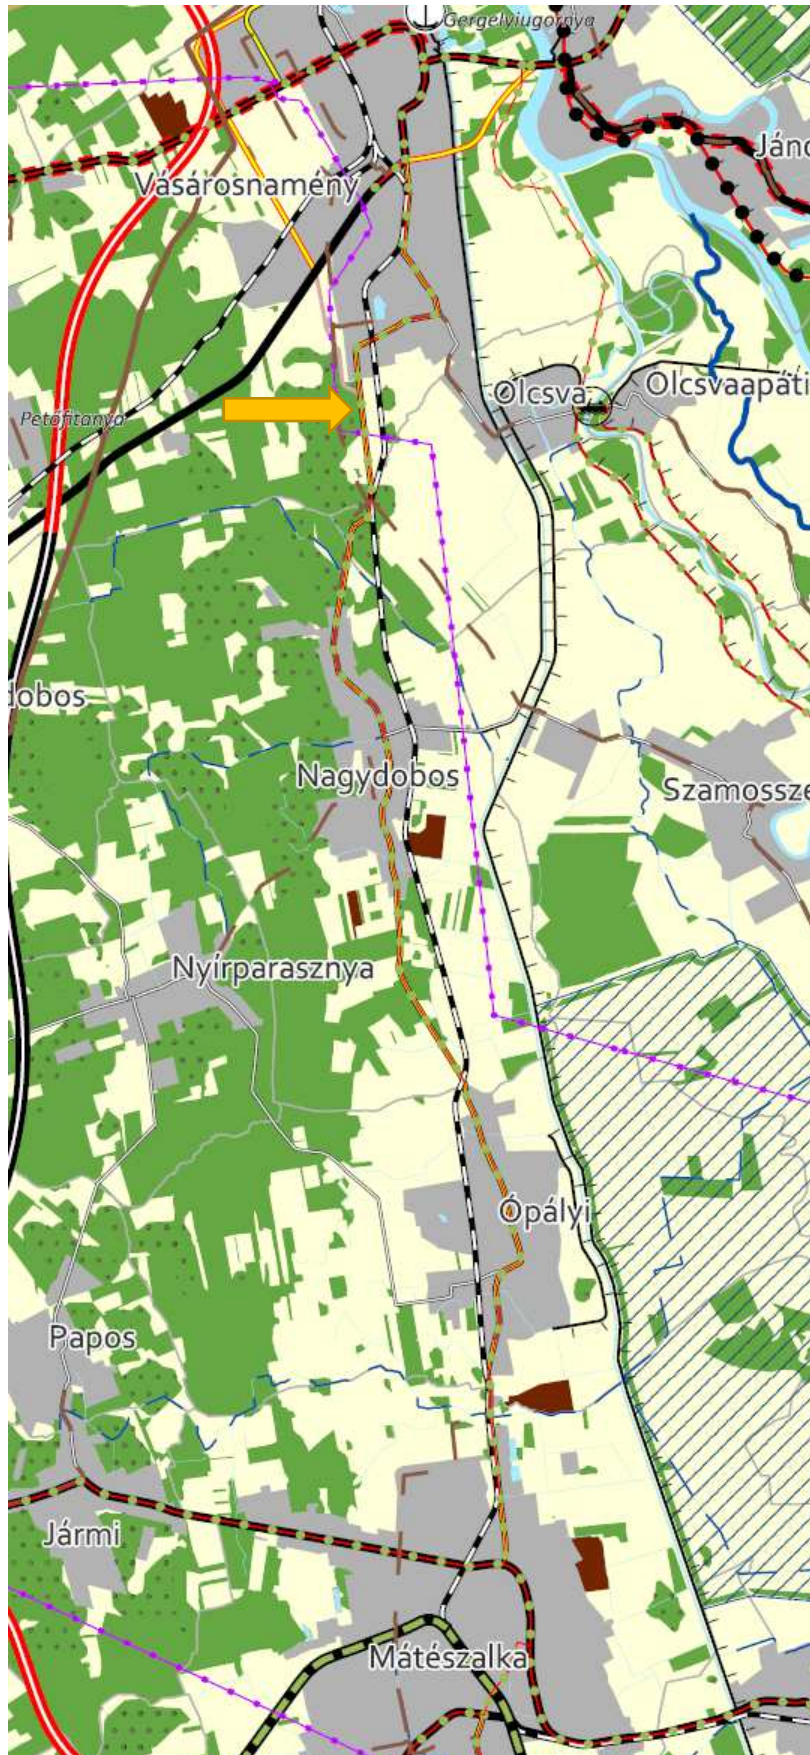 Gergelyiugornya
Jánd
Vásárosnamény
Olcsva
Olcsvaapáti
Petőfitanya
dobos
Nagydobos
Szamossze
Nyírparasznya
Ópályi
Papos
Jármi
Mátészalka